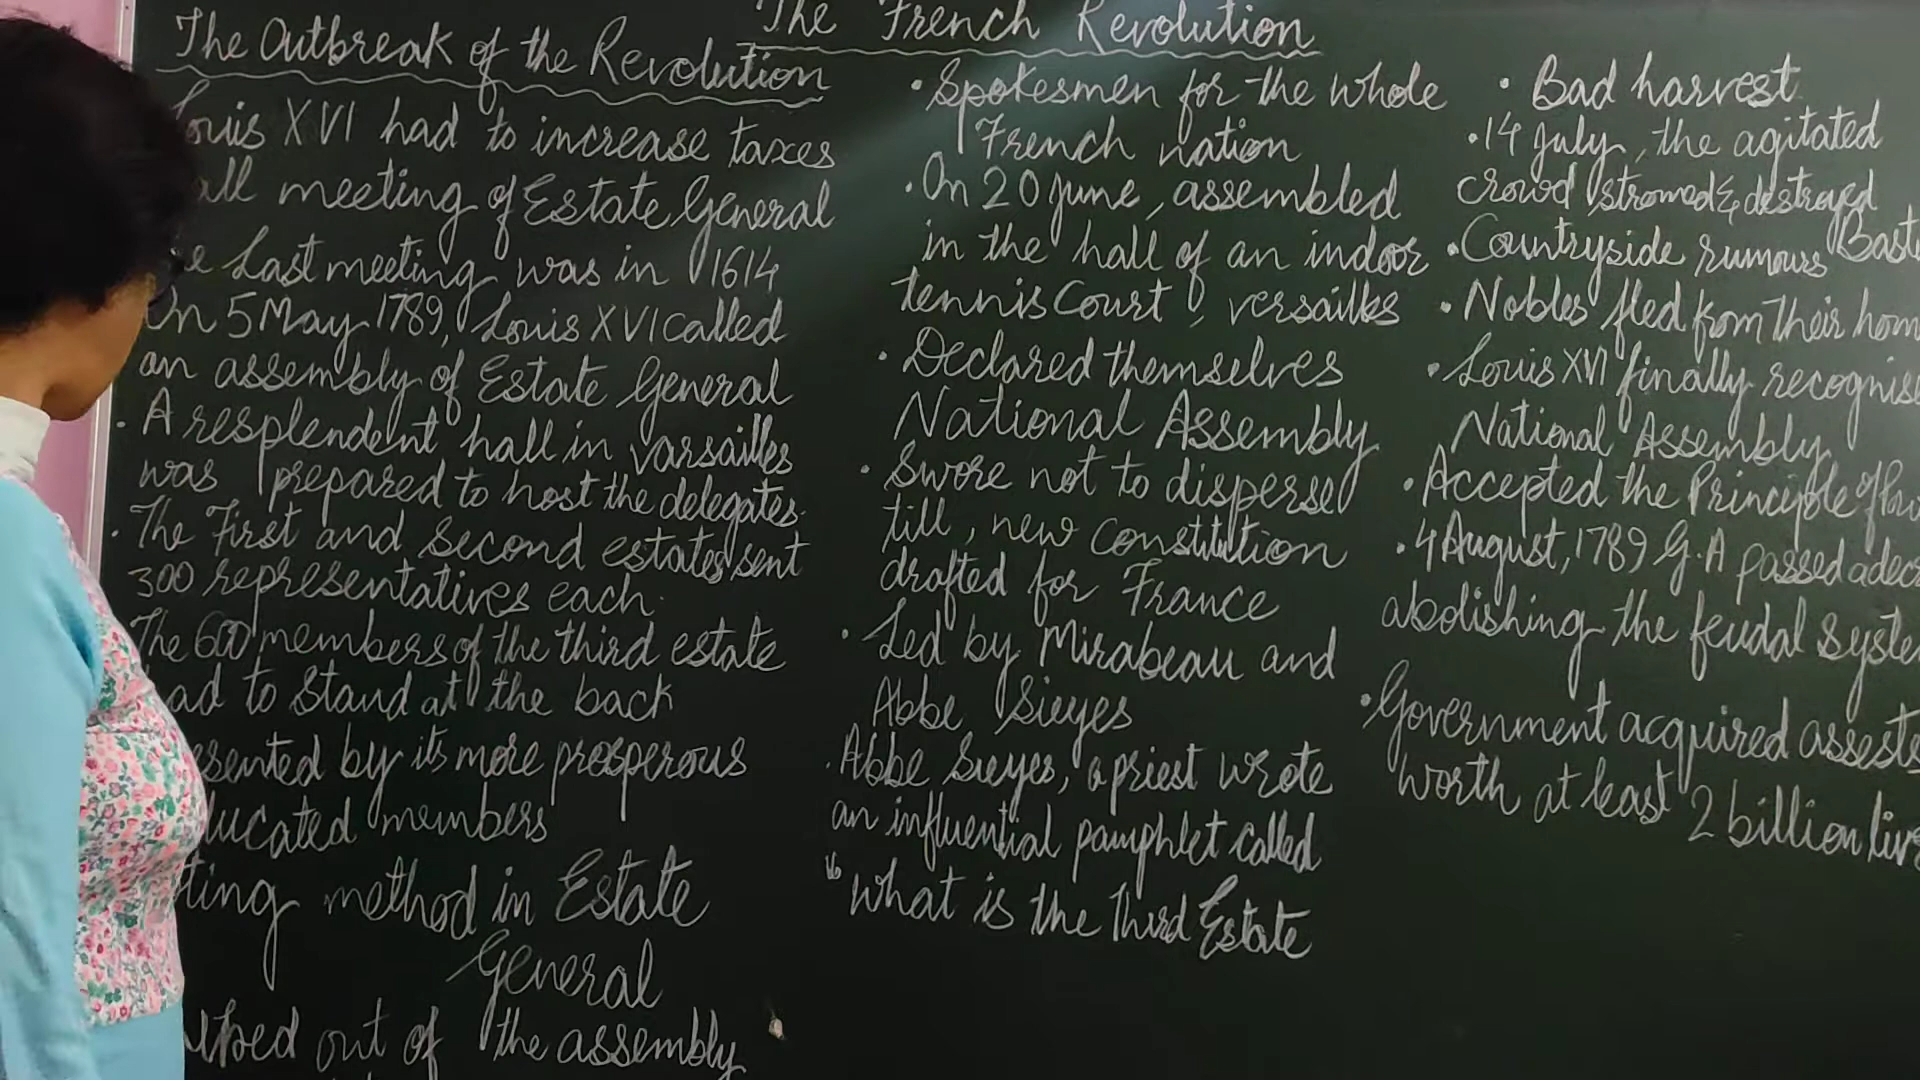 The French Revolution
The Outbreak of the Revolution
Louis XVI had to increase taxes
all meeting of Estate General
e Last meeting was in 1614
On 5 May 1789, Louis XVI called
an assembly of Estate General
• A resplendent hall in varsailles
was prepared to host the delegates.
• The First and Second estates sent
300 representatives each.
The 600 members of the third estate
ad to stand at the back
sented by its more prosperous
ducated members
ting method in Estate
General
lked out of the assembly
• Spokesmen for the whole
French nation
• On 20 June, assembled
in the hall of an indoor
tennis Court, versailles
• Declared themselves
National Assembly
• Swore not to disperse
till, new Constitution
drafted for France
• Led by Mirabeau and
Abbe Sieyes
. Abbe Sieyes, a priest wrote
an influential pamphlet called
" What is the Third Estate
• Bad harvest
• 14 July, the agitated
crowd stromed & destroyed
Bast
• Countryside rumours
• Nobles fled from their hom
• Louis XVI finally recognis
National Assembly
• Accepted the Principle of
• 4 August, 1789 G.A passed a decr
abolishing the feudal Syste
• Government acquired assests
worth at least 2 billion liv